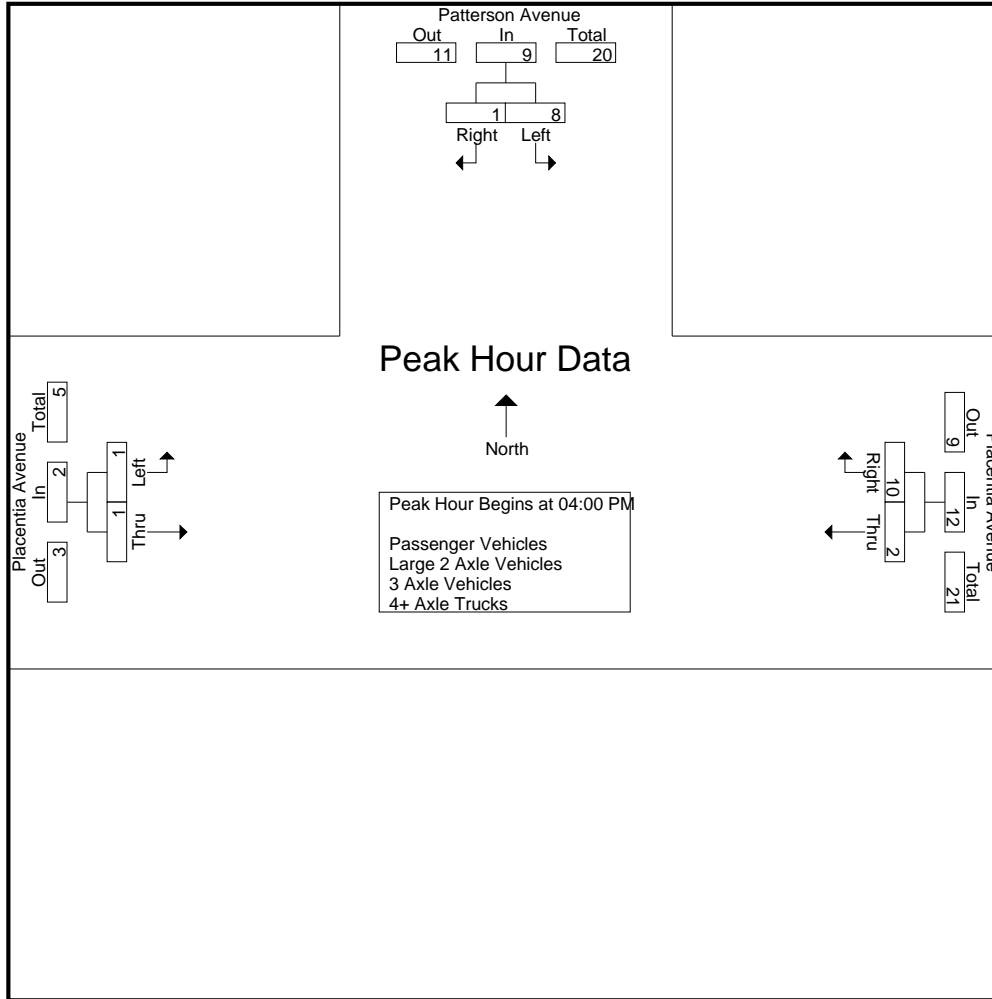 Patterson Avenue
Out In Total
11 9 20
1 8
Right Left
Peak Hour Data
North
Peak Hour Begins at 04:00 PM
Passenger Vehicles
Large 2 Axle Vehicles
3 Axle Vehicles
4+ Axle Trucks
Placentia Avenue
Out In Total
3 2 5
1 1
Thru Left
Placentia Avenue
Out In Total
9 12 21
10 2
Right Thru